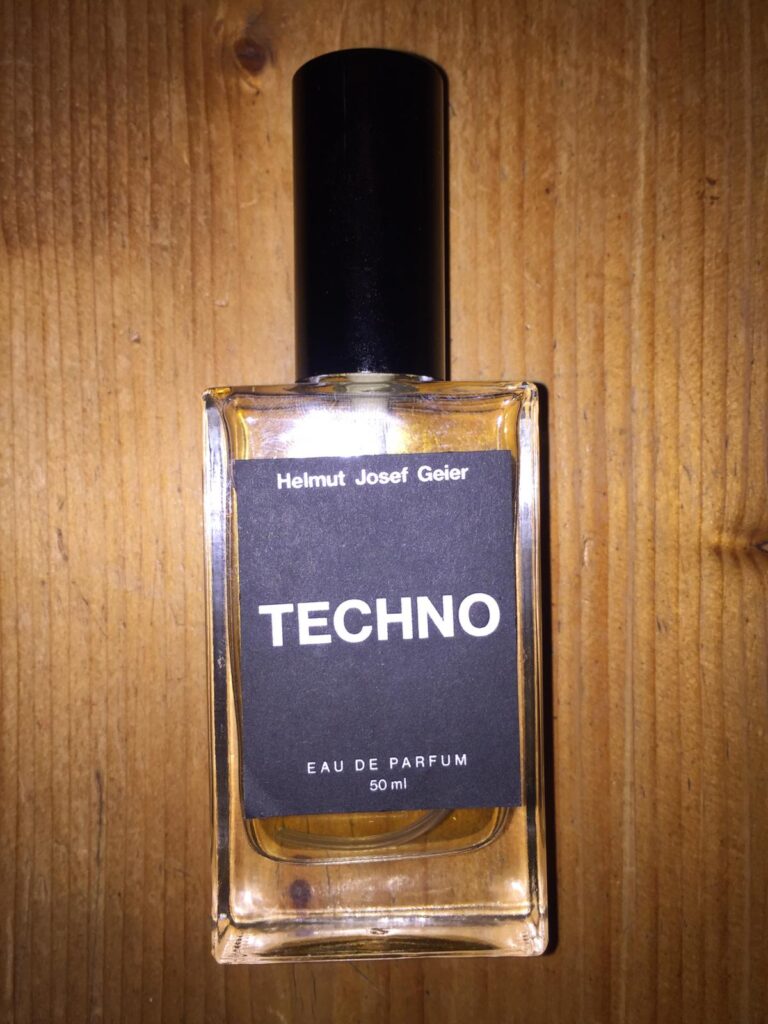 Helmut Josef Geier
TECHNO
EAU DE PARFUM
50 ml